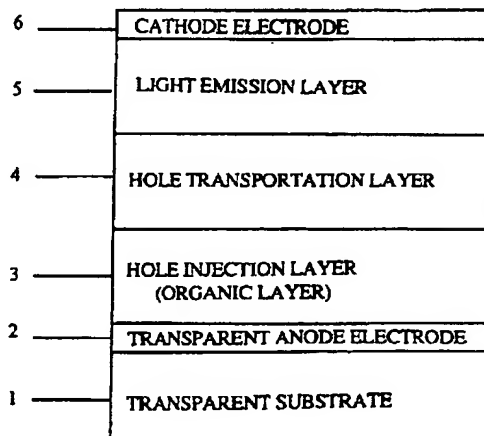 6 CATHODE ELECTRODE
5 LIGHT EMISSION LAYER
4 HOLE TRANSPORTATION LAYER
3 HOLE INJECTION LAYER
(ORGANIC LAYER)
2 TRANSPARENT ANODE ELECTRODE
1 TRANSPARENT SUBSTRATE